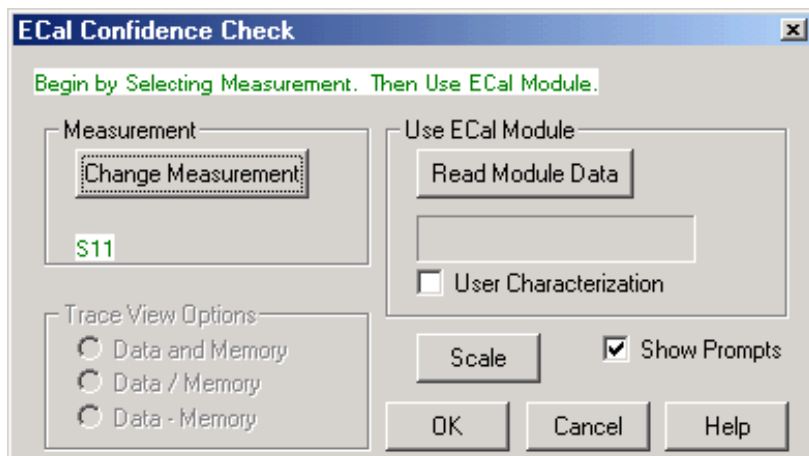 ECal Confidence Check
Begin by Selecting Measurement. Then Use ECal Module.
Measurement
Change Measurement
S11
Use ECal Module
Read Module Data
User Characterization
Trace View Options
Data and Memory
Data / Memory
Data - Memory
Scale
Show Prompts
OK
Cancel
Help